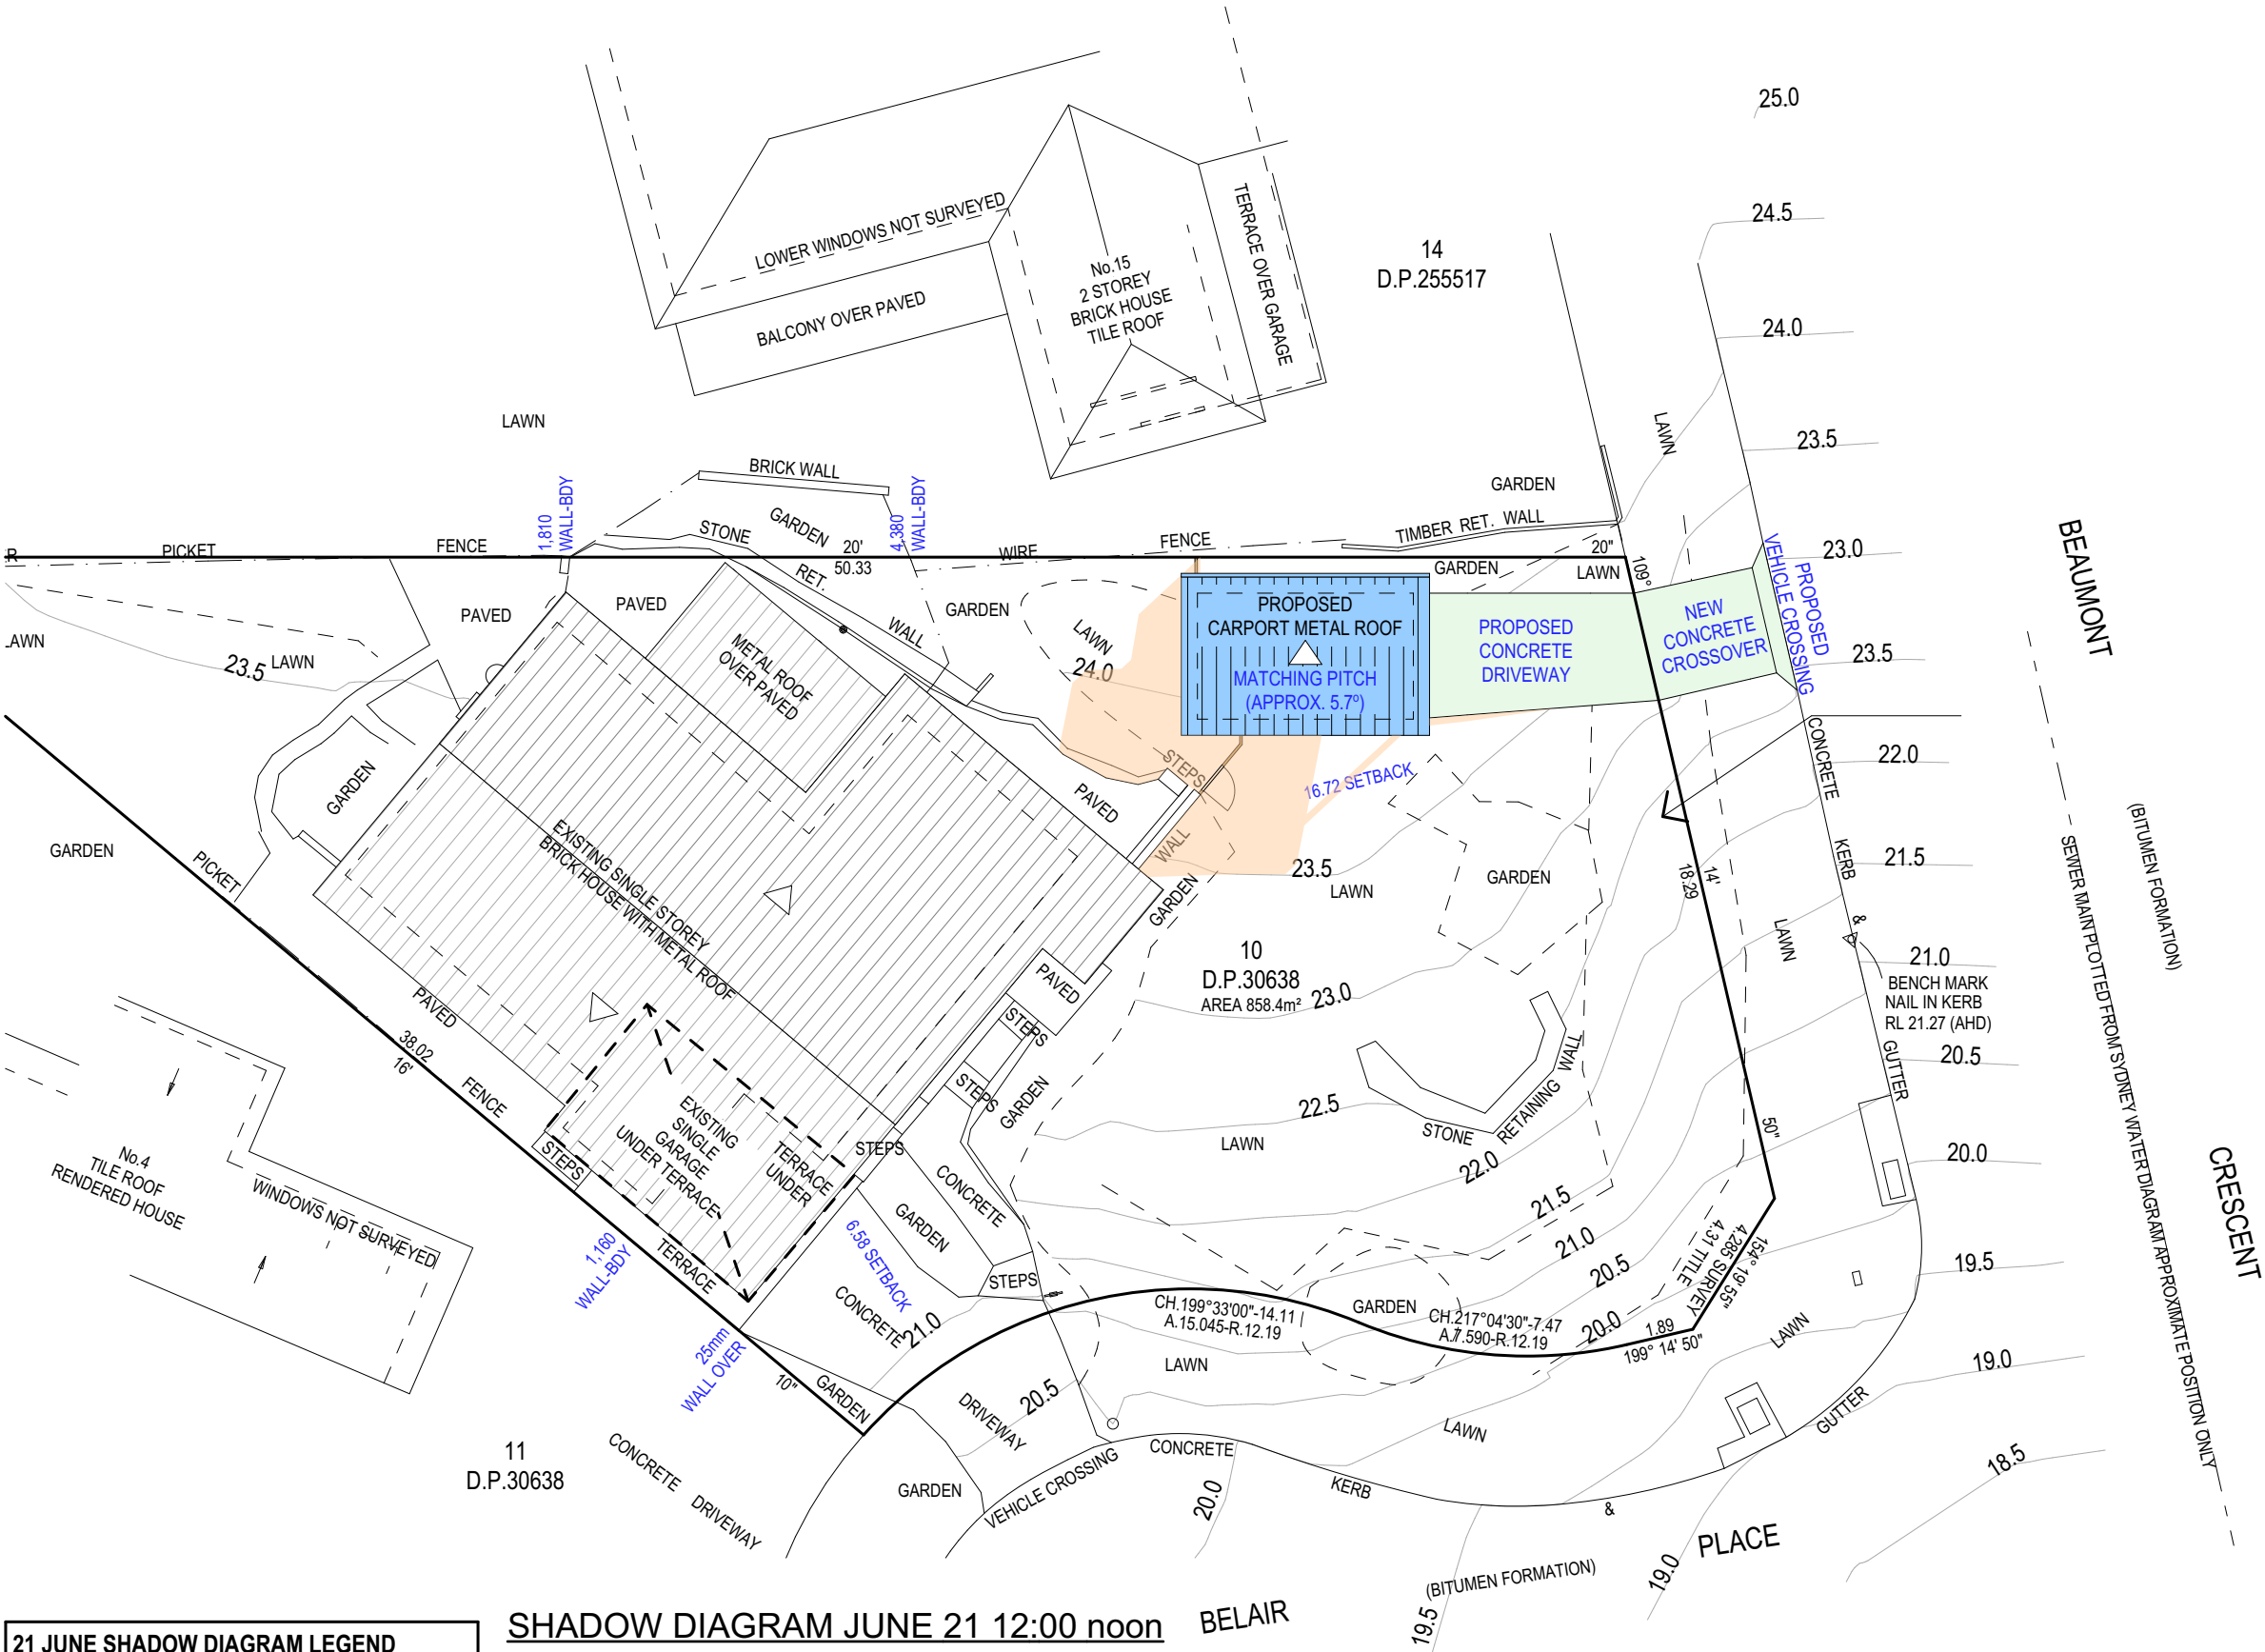 25.0
24.5
14
D.P.255517
TERRACE OVER GARAGE
LOWER WINDOWS NOT SURVEYED
No.15
2 STOREY
BRICK HOUSE
TILE ROOF
BALCONY OVER PAVED
24.0
LAWN
LAWN
23.5
BRICK WALL
GARDEN
1,810
WALL-BDY
4,380
WALL-BDY
GARDEN
STONE
TIMBER RET. WALL
PICKET
FENCE
20'
50.33
WIRE
FENCE
20"
109°
23.0
BEAUMONT
PROPOSED
VEHICLE CROSSING
RET.
GARDEN
LAWN
PAVED
PAVED
GARDEN
WALL
LAWN
PROPOSED
CARPORT METAL ROOF
MATCHING PITCH
(APPROX. 5.7º)
PROPOSED
CONCRETE
DRIVEWAY
NEW
CONCRETE
CROSSOVER
23.5
23.5
LAWN
METAL ROOF
OVER PAVED
24.0
CONCRETE
22.0
STEPS
16.72 SETBACK
PAVED
GARDEN
(BITUMEN FORMATION)
SEWER MAIN PLOTTED FROM SYDNEY WATER DIAGRAM APPROXIMATE POSITION ONLY
GARDEN
PICKET
EXISTING SINGLE STOREY
BRICK HOUSE WITH METAL ROOF
WALL
23.5
LAWN
GARDEN
14'
18.29
KERB
21.5
GARDEN
LAWN
&
21.0
BENCH MARK
NAIL IN KERB
RL 21.27 (AHD)
10
D.P.30638
AREA 858.4m²
23.0
PAVED
PAVED
STEPS
38.02
16'
GUTTER
20.5
FENCE
STEPS
GARDEN
22.5
LAWN
STONE
RETAINING WALL
50"
EXISTING
SINGLE
GARAGE
UNDER TERRACE
TERRACE
UNDER
STEPS
STEPS
No.4
TILE ROOF
RENDERED HOUSE
WINDOWS NOT SURVEYED
CONCRETE
22.0
20.0
CRESCENT
21.5
GARDEN
6.58 SETBACK
1,160
WALL-BDY
TERRACE
21.0
154° 19' 55"
4.285 SURVEY
4.31 TITLE
20.5
19.5
STEPS
CONCRETE
21.0
CH.199°33'00"-14.11
A.15.045-R.12.19
GARDEN
CH.217°04'30"-7.47
A.7.590-R.12.19
20.0
1.89
199° 14' 50"
LAWN
25mm
WALL OVER
10"
GARDEN
LAWN
19.0
20.5
DRIVEWAY
LAWN
GUTTER
11
D.P.30638
CONCRETE DRIVEWAY
GARDEN
VEHICLE CROSSING
CONCRETE
20.0
KERB
&
18.5
PLACE
19.0
(BITUMEN FORMATION)
19.5
BELAIR
SHADOW DIAGRAM JUNE 21 12:00 noon
21 JUNE SHADOW DIAGRAM LEGEND